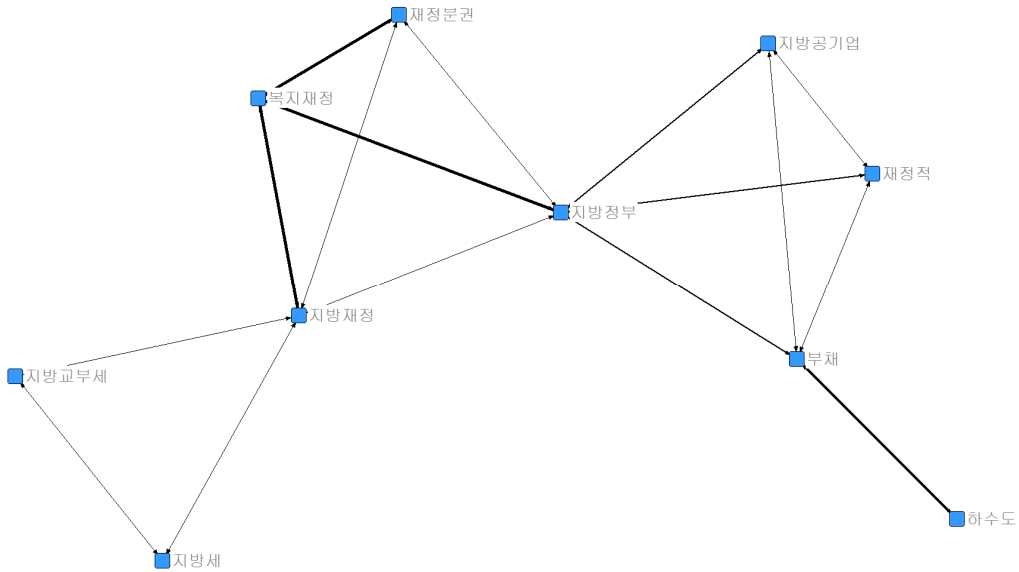 재정분권
지방공기업
복지재정
재정적
지방정부
지방재정
부채
지방교부세
하수도
지방세